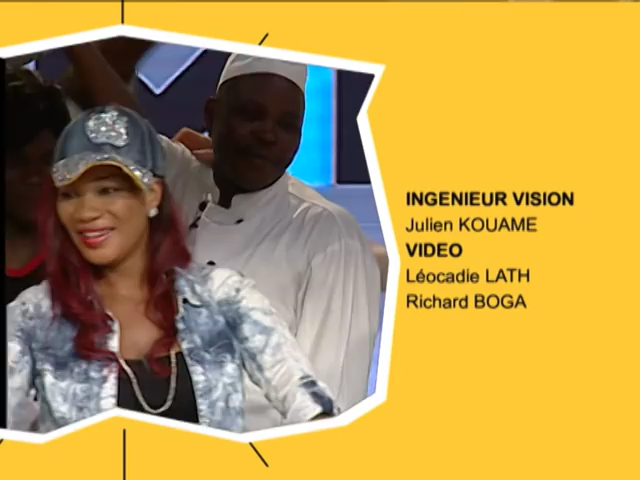 INGENIEUR VISION
Julien KOUAME
VIDEO
Léocadie LATH
Richard BOGA